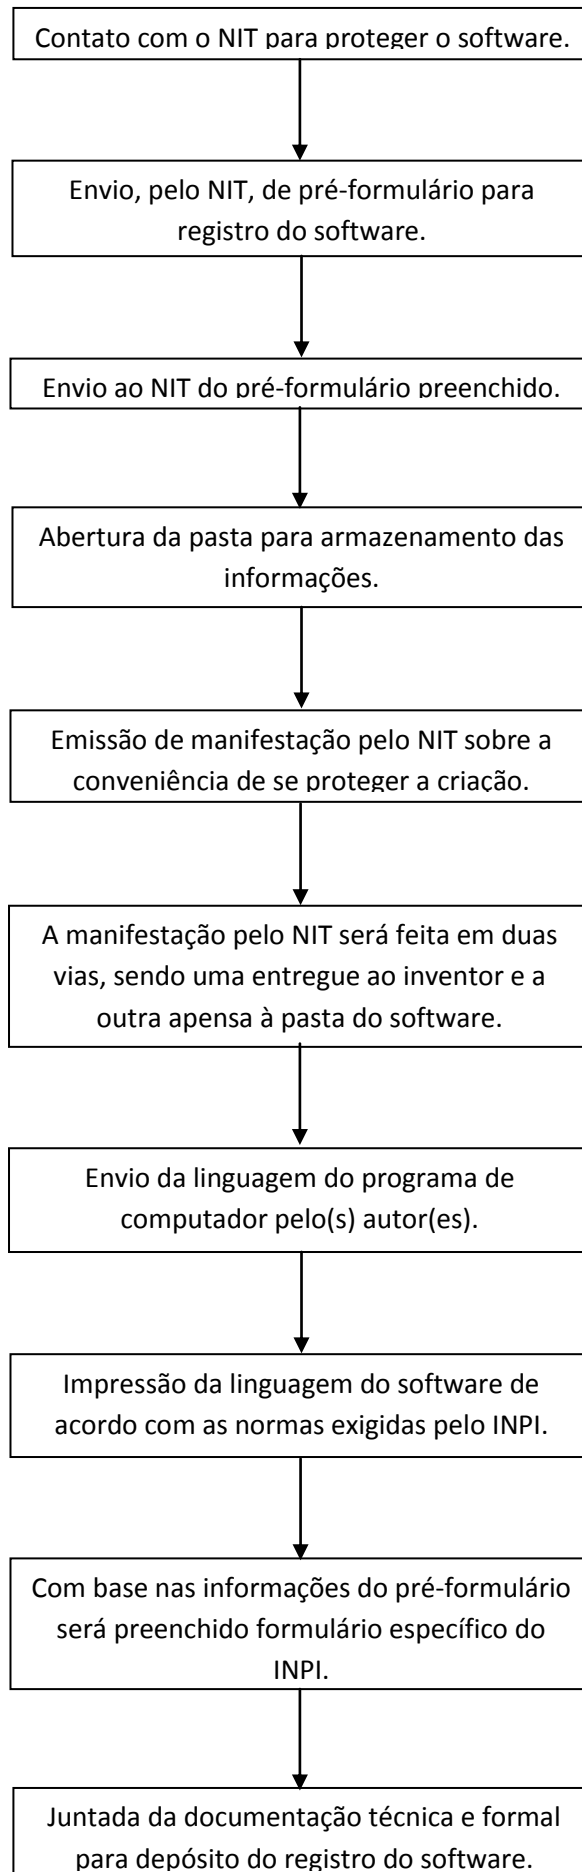 Contato com o NIT para proteger o software.
Envio, pelo NIT, de pré-formulário para
registro do software.
Envio ao NIT do pré-formulário preenchido.
Abertura da pasta para armazenamento das
informações.
Emissão de manifestação pelo NIT sobre a
conveniência de se proteger a criação.
A manifestação pelo NIT será feita em duas
vias, sendo uma entregue ao inventor e a
outra apensa à pasta do software.
Envio da linguagem do programa de
computador pelo(s) autor(es).
Impressão da linguagem do software de
acordo com as normas exigidas pelo INPI.
Com base nas informações do pré-formulário
será preenchido formulário específico do
INPI.
Juntada da documentação técnica e formal
para depósito do registro do software.